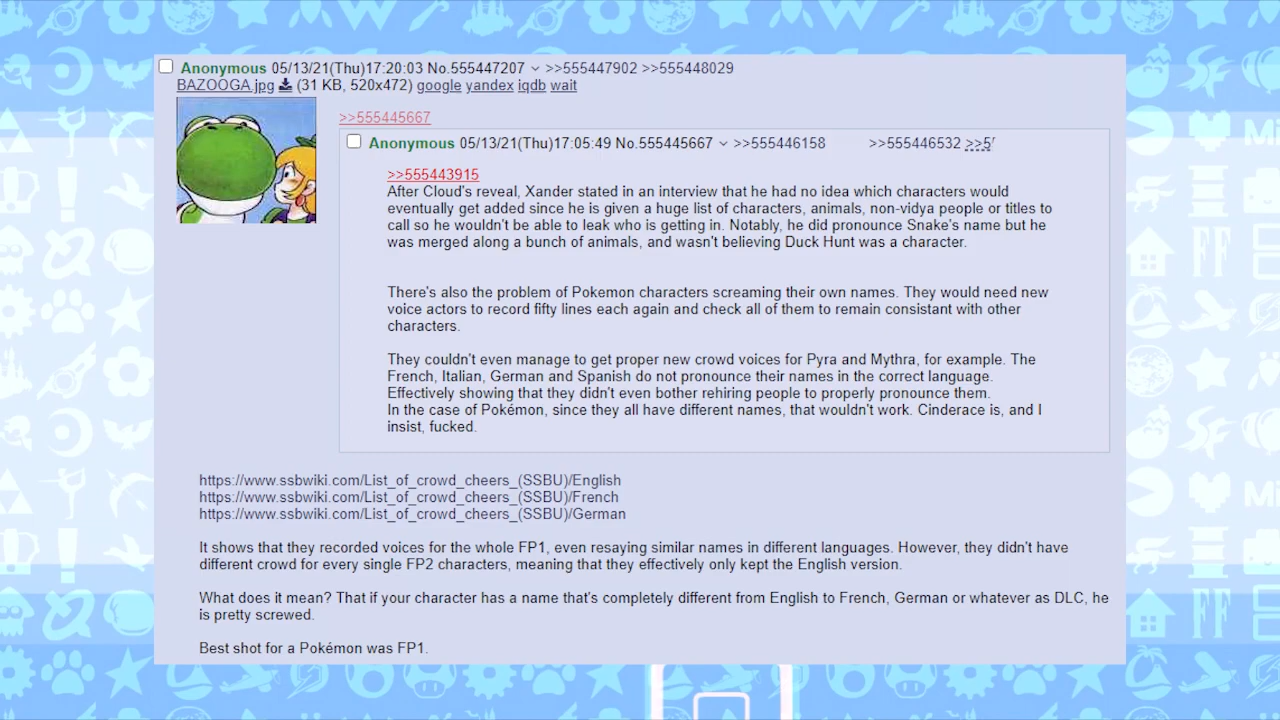 Anonymous 05/13/21(Thu)17:20:03 No.555447207 >>555447902 >>555448029
BAZOOGA.jpg (31 KB, 520x472) google yandex iqdb wait
>>555445667
Anonymous 05/13/21(Thu)17:05:49 No.555445667 >>555446158 >>555446532 >>5
>>555443915
After Cloud's reveal, Xander stated in an interview that he had no idea which characters would
eventually get added since he is given a huge list of characters, animals, non-vidya people or titles to
call so he wouldn't be able to leak who is getting in. Notably, he did pronounce Snake's name but he
was merged along a bunch of animals, and wasn't believing Duck Hunt was a character.
There's also the problem of Pokemon characters screaming their own names. They would need new
voice actors to record fifty lines each again and check all of them to remain consistant with other
characters.
They couldn't even manage to get proper new crowd voices for Pyra and Mythra, for example. The
French, Italian, German and Spanish do not pronounce their names in the correct language.
Effectively showing that they didn't even bother rehiring people to properly pronounce them.
In the case of Pokémon, since they all have different names, that wouldn't work. Cinderace is, and I
insist, fucked.
https://www.ssbwiki.com/List_of_crowd_cheers_(SSBU)/English
https://www.ssbwiki.com/List_of_crowd_cheers_(SSBU)/French
https://www.ssbwiki.com/List_of_crowd_cheers_(SSBU)/German
It shows that they recorded voices for the whole FP1, even resaying similar names in different languages. However, they didn't have
different crowd for every single FP2 characters, meaning that they effectively only kept the English version.
What does it mean? That if your character has a name that's completely different from English to French, German or whatever as DLC, he
is pretty screwed.
Best shot for a Pokémon was FP1.